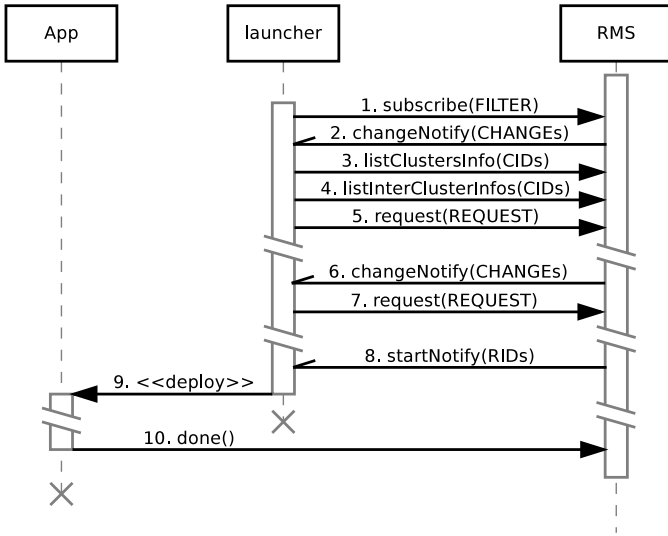 App
launcher
RMS
1. subscribe(FILTER)
2. changeNotify(CHANGEs)
3. listClustersInfo(CIDs)
4. listInterClusterInfos(CIDs)
5. request(REQUEST)
6. changeNotify(CHANGEs)
7. request(REQUEST)
8. startNotify(RIDs)
9. <<deploy>>
10. done()